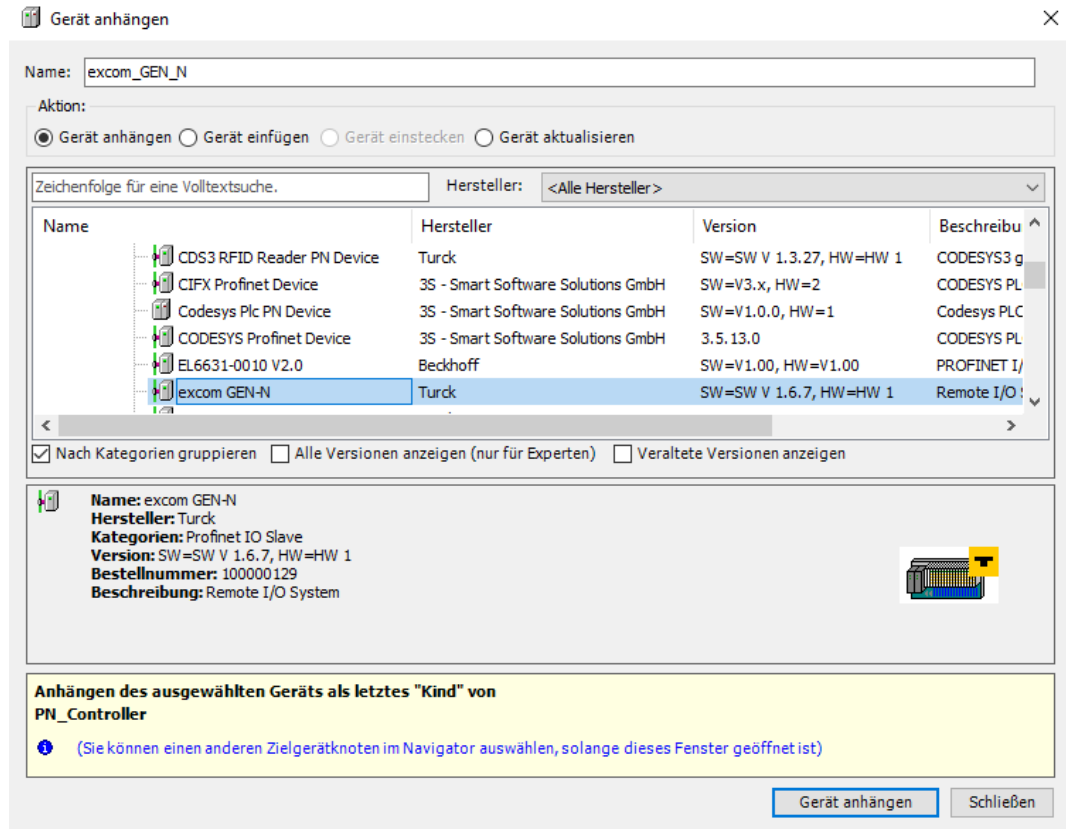 Gerät anhängen
Name: excom_GEN_N
Aktion:
Gerät anhängen Gerät einfügen Gerät einstecken Gerät aktualisieren
Zeichenfolge für eine Volltextsuche. Hersteller: <Alle Hersteller>
Name Hersteller Version Beschreibu
CDS3 RFID Reader PN Device Turck SW=SW V 1.3.27, HW=HW 1 CODESYS3 g
CIFX Profinet Device 3S - Smart Software Solutions GmbH SW=V3.x, HW=2 CODESYS PL
Codesys Plc PN Device 3S - Smart Software Solutions GmbH SW=V1.0.0, HW=1 Codesys PLC
CODESYS Profinet Device 3S - Smart Software Solutions GmbH 3.5.13.0 CODESYS PL
EL6631-0010 V2.0 Beckhoff SW=V1.00, HW=V1.00 PROFINET I/
excom GEN-N Turck SW=SW V 1.6.7, HW=HW 1 Remote I/O
Nach Kategorien gruppieren Alle Versionen anzeigen (nur für Experten) Veraltete Versionen anzeigen
Name: excom GEN-N
Hersteller: Turck
Kategorien: Profinet IO Slave
Version: SW=SW V 1.6.7, HW=HW 1
Bestellnummer: 100000129
Beschreibung: Remote I/O System
Anhängen des ausgewählten Geräts als letztes "Kind" von
PN_Controller
(Sie können einen anderen Zielgerätknoten im Navigator auswählen, solange dieses Fenster geöffnet ist)
Gerät anhängen Schließen